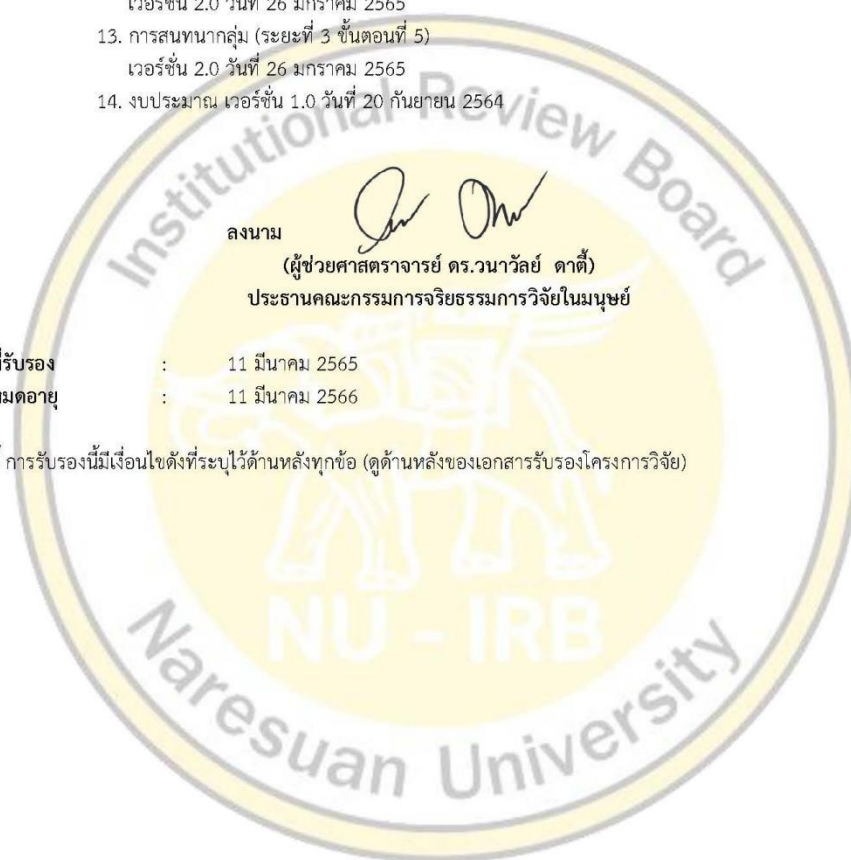 เวอร์ชั่น 2.0 วันที่ 26 มกราคม 2565
13. การสนทนากลุ่ม (ระยะที่ 3 ขั้นตอนที่ 5)
เวอร์ชั่น 2.0 วันที่ 26 มกราคม 2565
14. งบประมาณ เวอร์ชั่น 1.0 วันที่ 20 กันยายน 2564
Institutional Review Board
ลงนาม
(ผู้ช่วยศาสตราจารย์ ดร.วนาวัลย์ ดาตี้)
ประธานคณะกรรมการจริยธรรมการวิจัยในมนุษย์
รับรอง : 11 มีนาคม 2565
มดอายุ : 11 มีนาคม 2566
การรับรองนี้มีเงื่อนไขดังที่ระบุไว้ด้านหลังทุกข้อ (ดูด้านหลังของเอกสารรับรองโครงการวิจัย)
NU - IRB
Naresuan University